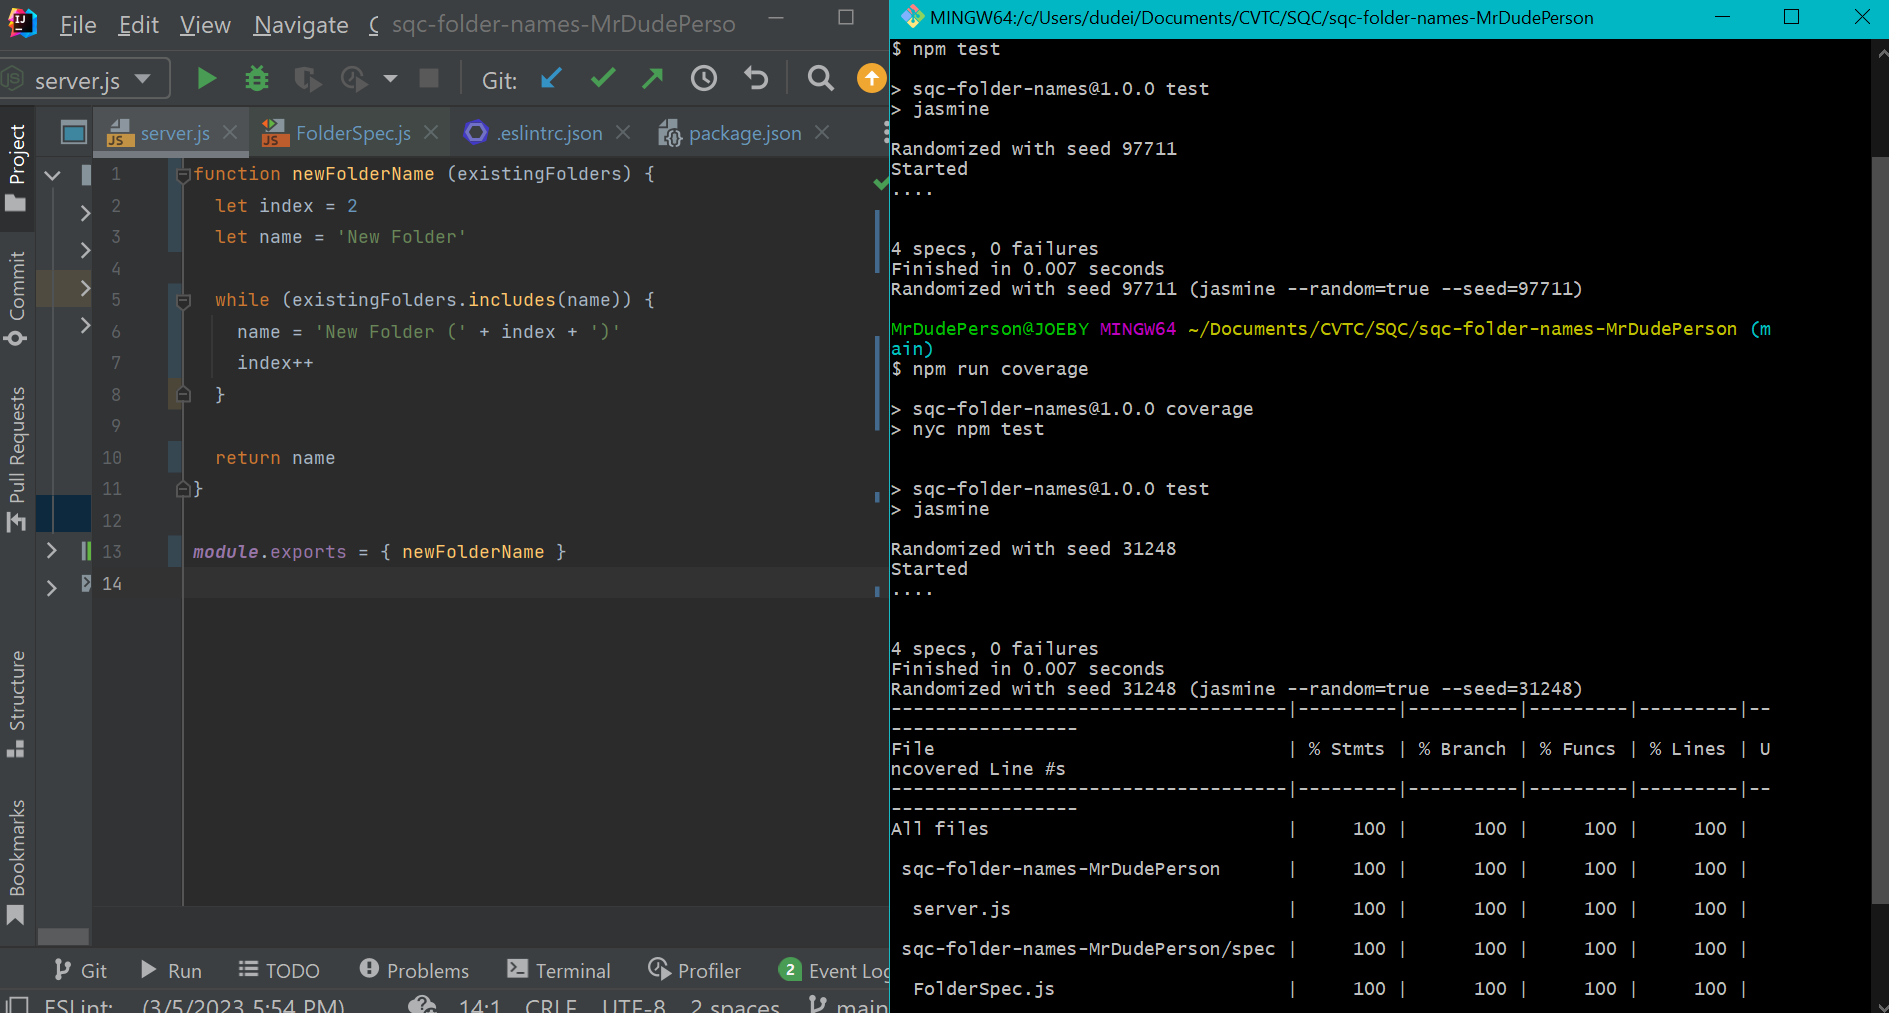 File Edit View Navigate sqc-folder-names-MrDudePerso
server.js Git:
Project
Commit
Pull Requests
Structure
Bookmarks
server.js FolderSpec.js .eslintrc.json package.json
1 function newFolderName (existingFolders) {
2 let index = 2
3 let name = 'New Folder'
4
5 while (existingFolders.includes(name)) {
6 name = 'New Folder (' + index + ')'
7 index++
8 }
9
10 return name
11 }
12
13 module.exports = { newFolderName }
14
Git Run TODO Problems Terminal Profiler 2 Event Log
ESLint: (3/5/2023 5:54 PM) 14:1 CRLF UTF-8 2 spaces main
MINGW64:/c/Users/dudei/Documents/CVTC/SQC/sqc-folder-names-MrDudePerson
$ npm test
> sqc-folder-names@1.0.0 test
> jasmine
Randomized with seed 97711
Started
....
4 specs, 0 failures
Finished in 0.007 seconds
Randomized with seed 97711 (jasmine --random=true --seed=97711)
MrDudePerson@JOEBY MINGW64 ~/Documents/CVTC/SQC/sqc-folder-names-MrDudePerson (m
ain)
$ npm run coverage
> sqc-folder-names@1.0.0 coverage
> nyc npm test
> sqc-folder-names@1.0.0 test
> jasmine
Randomized with seed 31248
Started
....
4 specs, 0 failures
Finished in 0.007 seconds
Randomized with seed 31248 (jasmine --random=true --seed=31248)
------------------------------------|---------|----------|---------|---------|--
-----------------
File | % Stmts | % Branch | % Funcs | % Lines | U
ncovered Line #s
------------------------------------|---------|----------|---------|---------|--
-----------------
All files | 100 | 100 | 100 | 100 |
sqc-folder-names-MrDudePerson | 100 | 100 | 100 | 100 |
server.js | 100 | 100 | 100 | 100 |
sqc-folder-names-MrDudePerson/spec | 100 | 100 | 100 | 100 |
FolderSpec.js | 100 | 100 | 100 | 100 |